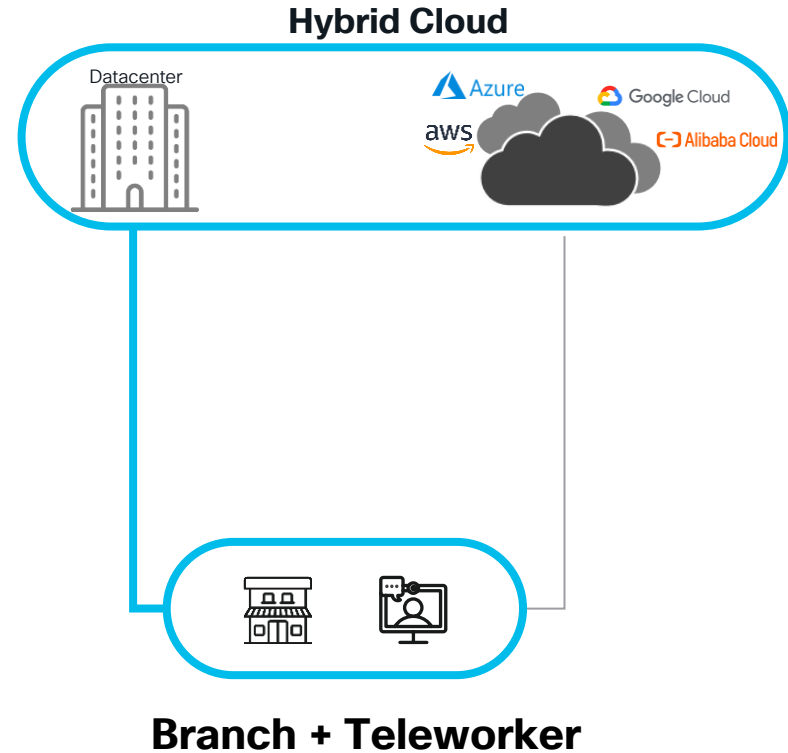 Hybrid Cloud
Datacenter
Azure
Google Cloud
aws
Alibaba Cloud
Branch + Teleworker